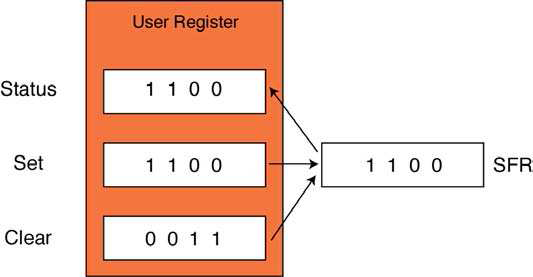 User Register
Status 1 1 0 0
Set 1 1 0 0 1 1 0 0 SFR
Clear 0 0 1 1